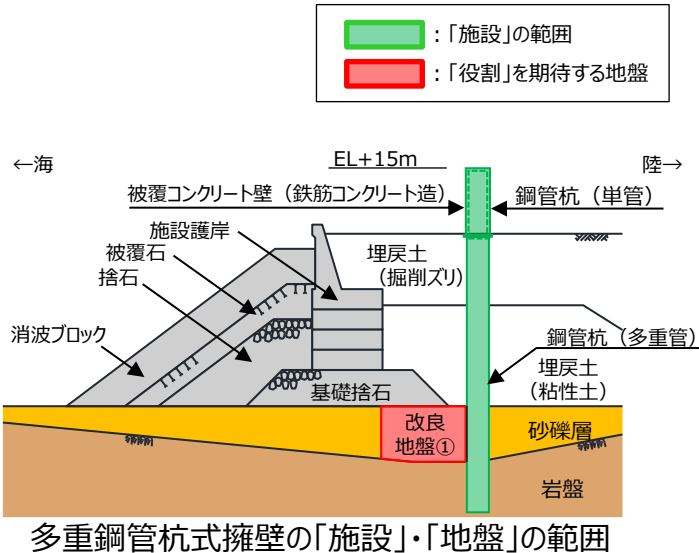 ：「施設」の範囲
：「役割」を期待する地盤
←海
EL+15m
陸→
被覆コンクリート壁（鉄筋コンクリート造）
鋼管杭（単管）
施設護岸
被覆石
捨石
埋戻土
（掘削ズリ）
消波ブロック
鋼管杭（多重管）
埋戻土
（粘性土）
基礎捨石
改良
地盤①
砂礫層
岩盤
多重鋼管杭式擁壁の「施設」・「地盤」の範囲